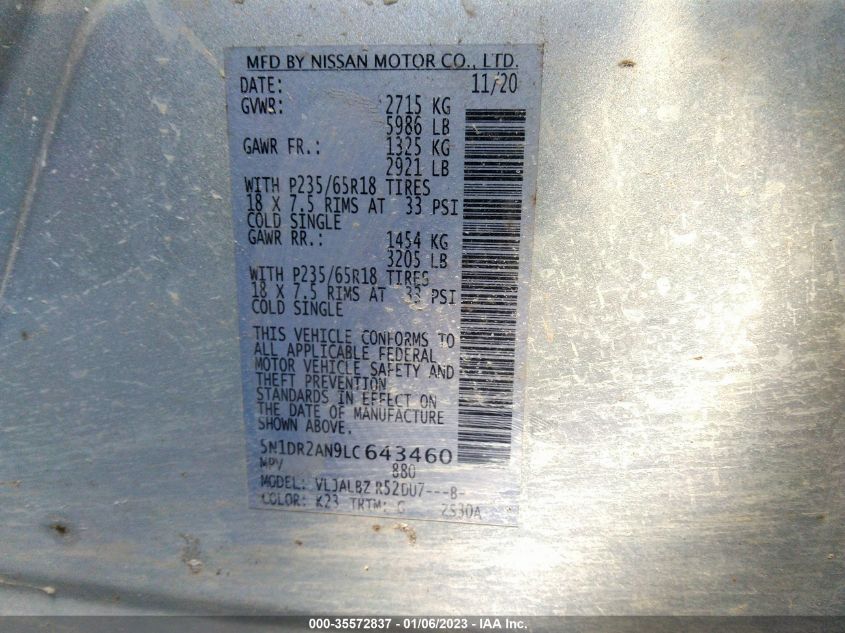 MFD BY NISSAN MOTOR CO., LTD.
DATE: 11/20
GVWR: 2715 KG
5986 LB
GAWR FR.: 1325 KG
2921 LB
WITH P235/65R18 TIRES
18 X 7.5 RIMS AT 33 PSI
COLD SINGLE
GAWR RR.: 1454 KG
3205 LB
WITH P235/65R18 TIRES
18 X 7.5 RIMS AT 33 PSI
COLD SINGLE
THIS VEHICLE CONFORMS TO
ALL APPLICABLE FEDERAL
MOTOR VEHICLE SAFETY AND
THEFT PREVENTION
STANDARDS IN EFFECT ON
THE DATE OF MANUFACTURE
SHOWN ABOVE.
5N1DR2AN9LC643460
MPV 880
MODEL: VLJALBZ R52DU7---B-
COLOR: K23 TRTM: G ZS30A
000-35572837 - 01/06/2023 - IAA Inc.